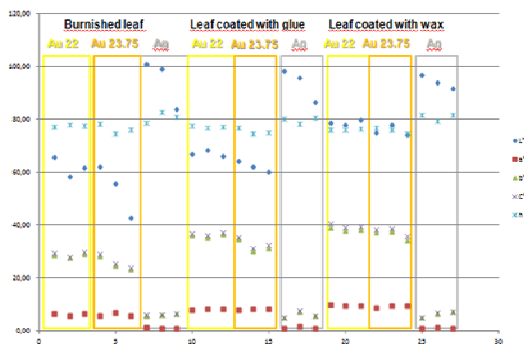 120,00
Burnished leaf
Leaf coated with glue
Leaf coated with wax
Au 22
Au 23.75
Ag
Au 22
Au 23.75
Ag
Au 22
Au 23.75
Ag
100,00
80,00
60,00
40,00
20,00
0,00
0
5
10
15
20
25
30
L*
a*
b*
C*